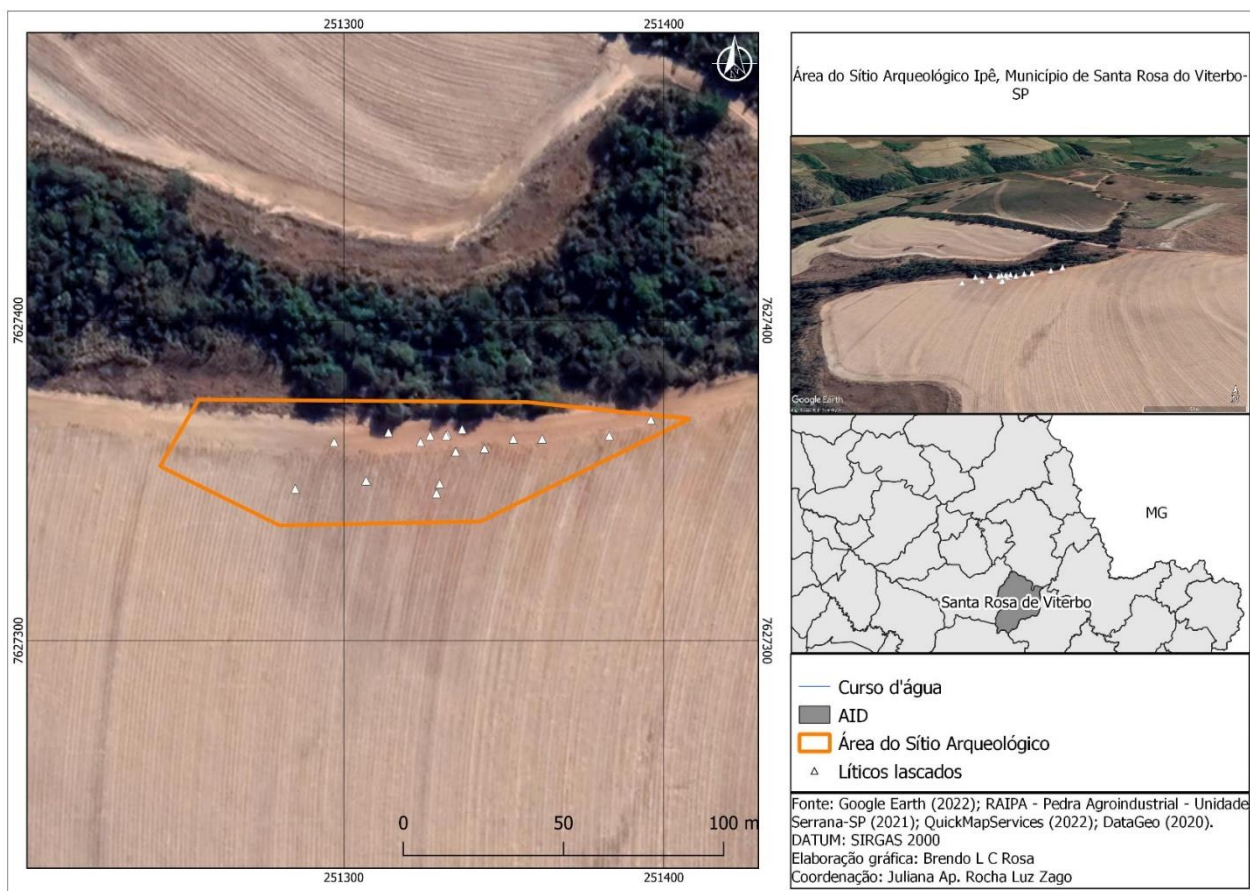 251300
251400
N
7627400
7627400
7627300
7627300
0
50
100 m
251300
251400
Área do Sítio Arqueológico Ipê, Município de Santa Rosa do Viterbo-
SP
Google Earth
MG
Santa Rosa de Viterbo
Curso d'água
AID
Área do Sítio Arqueológico
Líticos lascados
Fonte: Google Earth (2022); RAIPA - Pedra Agroindustrial - Unidade
Serrana-SP (2021); QuickMapServices (2022); DataGeo (2020).
DATUM: SIRGAS 2000
Elaboração gráfica: Brendo L C Rosa
Coordenação: Juliana Ap. Rocha Luz Zago